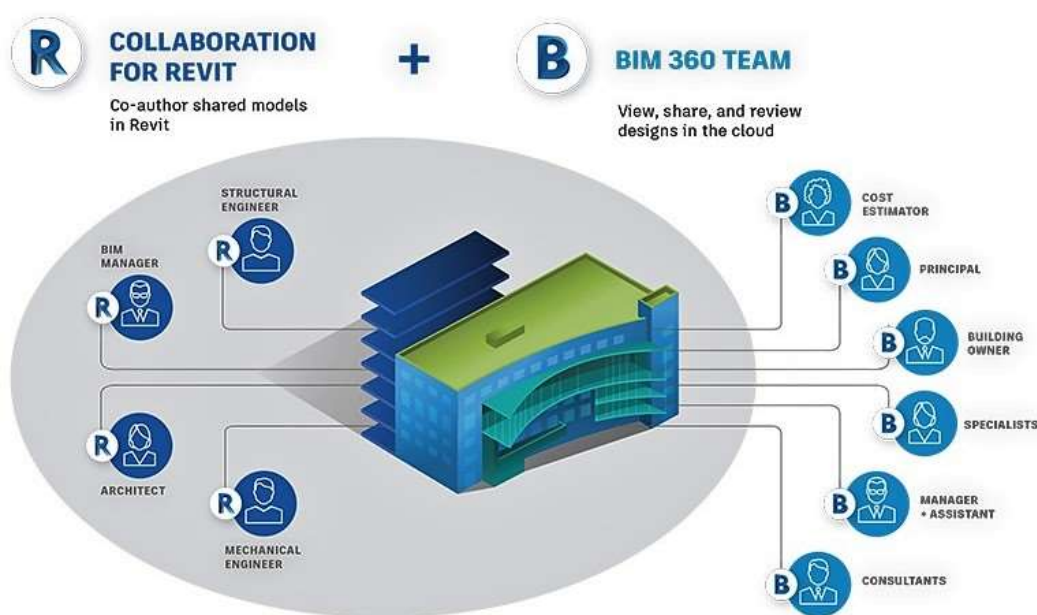 R
COLLABORATION
FOR REVIT
Co-author shared models
in Revit
+
B
BIM 360 TEAM
View, share, and review
designs in the cloud
STRUCTURAL
ENGINEER
R
BIM
MANAGER
R
R
ARCHITECT
R
MECHANICAL
ENGINEER
B
COST
ESTIMATOR
B
PRINCIPAL
B
BUILDING
OWNER
B
SPECIALISTS
B
MANAGER
+ ASSISTANT
B
CONSULTANTS